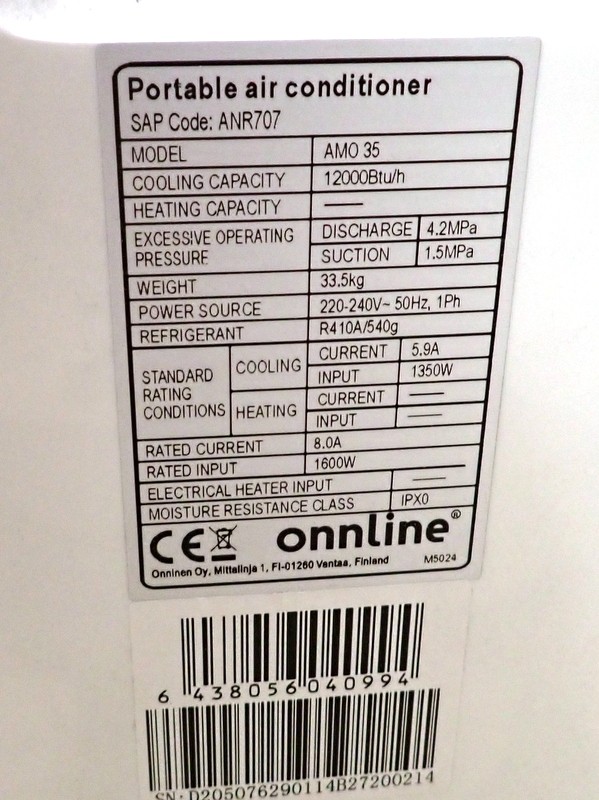 Portable air conditioner
SAP Code: ANR707
MODEL AMO 35
COOLING CAPACITY 12000Btu/h
HEATING CAPACITY ——
EXCESSIVE OPERATING PRESSURE DISCHARGE 4.2MPa
SUCTION 1.5MPa
WEIGHT 33.5kg
POWER SOURCE 220-240V~ 50Hz, 1Ph
REFRIGERANT R410A/540g
STANDARD RATING CONDITIONS COOLING CURRENT 5.9A
INPUT 1350W
HEATING CURRENT ——
INPUT ——
RATED CURRENT 8.0A
RATED INPUT 1600W
ELECTRICAL HEATER INPUT ——
MOISTURE RESISTANCE CLASS IPX0
CE onnline®
Onninen Oy, Mittalinja 1, FI-01260 Vantaa, Finland M5024
6 438056 040994
SN: D205076290114B27200214